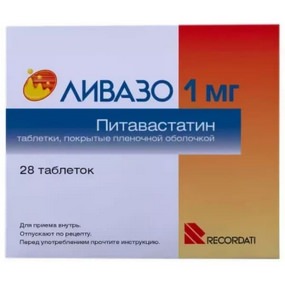 ЛИВАЗО 1 мг
Питавастатин
таблетки, покрытые пленочной оболочкой
28 таблеток
Для приема внутрь.
Отпускают по рецепту.
Перед употреблением прочтите инструкцию.
RECORDATI